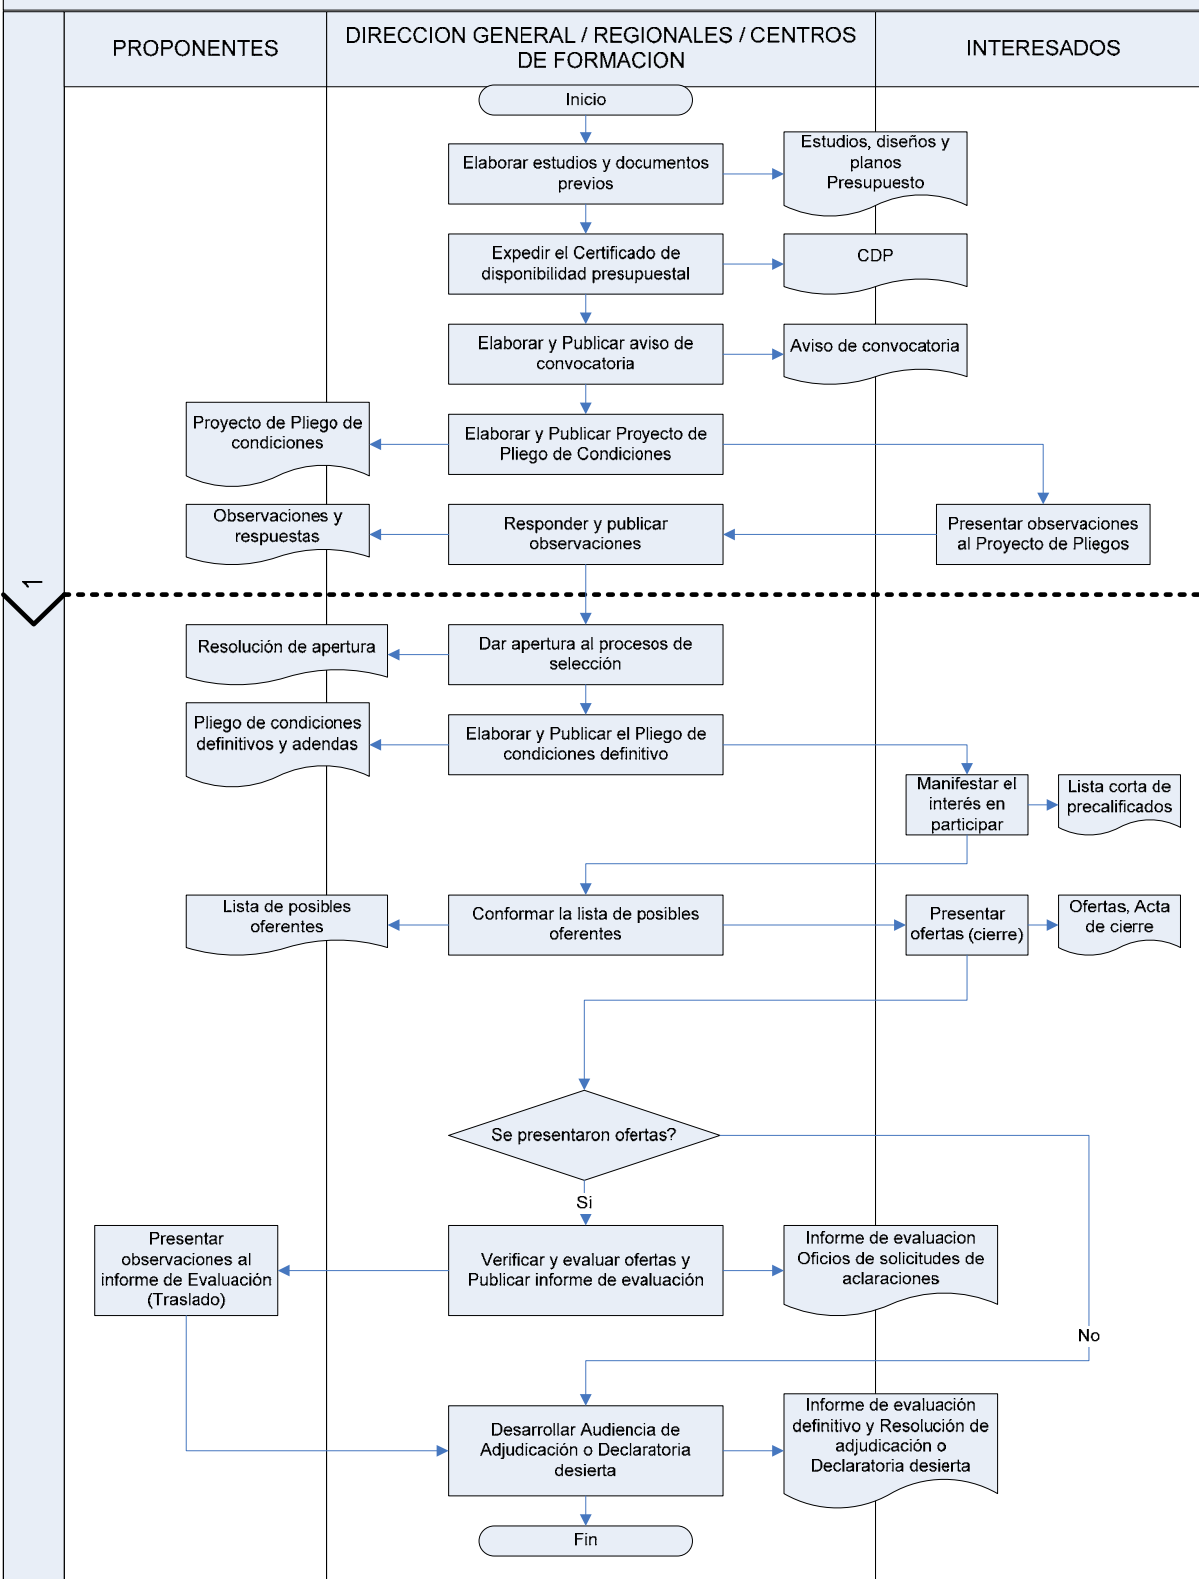 PROPONENTES
DIRECCION GENERAL / REGIONALES / CENTROS
DE FORMACION
INTERESADOS
Inicio
Elaborar estudios y documentos
previos
Estudios, diseños y
planos
Presupuesto
Expedir el Certificado de
disponibilidad presupuestal
CDP
Elaborar y Publicar aviso de
convocatoria
Aviso de convocatoria
Proyecto de Pliego de
condiciones
Elaborar y Publicar Proyecto de
Pliego de Condiciones
Observaciones y
respuestas
Responder y publicar
observaciones
Presentar observaciones
al Proyecto de Pliegos
1
Resolución de apertura
Dar apertura al procesos de
selección
Pliego de condiciones
definitivos y adendas
Elaborar y Publicar el Pliego de
condiciones definitivo
Manifestar el
interés en
participar
Lista corta de
precalificados
Lista de posibles
oferentes
Conformar la lista de posibles
oferentes
Presentar
ofertas (cierre)
Ofertas, Acta
de cierre
Se presentaron ofertas?
Si
Presentar
observaciones al
informe de Evaluación
(Traslado)
Verificar y evaluar ofertas y
Publicar informe de evaluación
Informe de evaluacion
Oficios de solicitudes de
aclaraciones
No
Desarrollar Audiencia de
Adjudicación o Declaratoria
desierta
Informe de evaluación
definitivo y Resolución de
adjudicación o
Declaratoria desierta
Fin